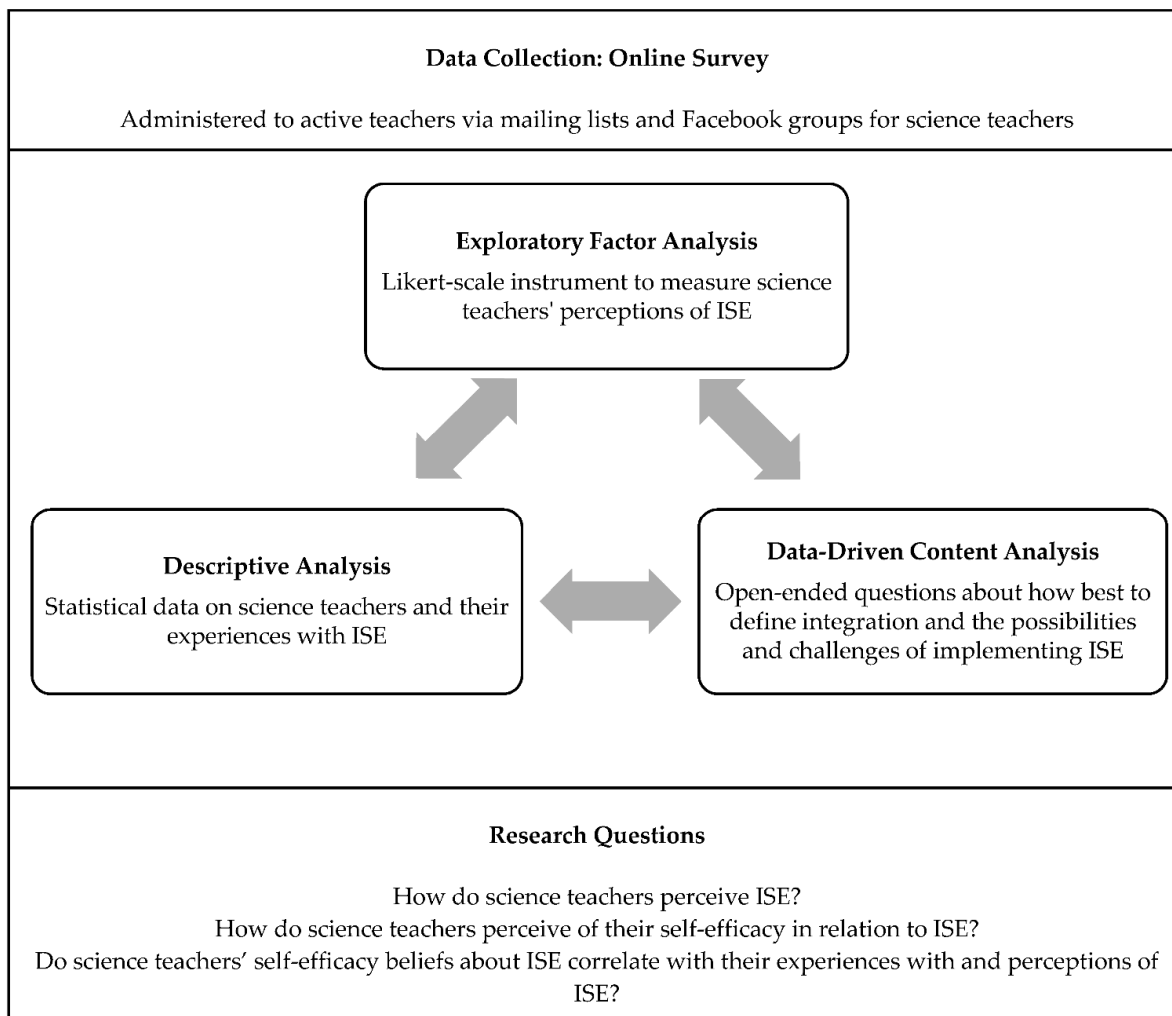 Data Collection: Online Survey
Administered to active teachers via mailing lists and Facebook groups for science teachers
Exploratory Factor Analysis
Likert-scale instrument to measure science
teachers' perceptions of ISE
Descriptive Analysis
Statistical data on science teachers and their
experiences with ISE
Data-Driven Content Analysis
Open-ended questions about how best to
define integration and the possibilities
and challenges of implementing ISE
Research Questions
How do science teachers perceive ISE?
How do science teachers perceive of their self-efficacy in relation to ISE?
Do science teachers’ self-efficacy beliefs about ISE correlate with their experiences with and perceptions of
ISE?